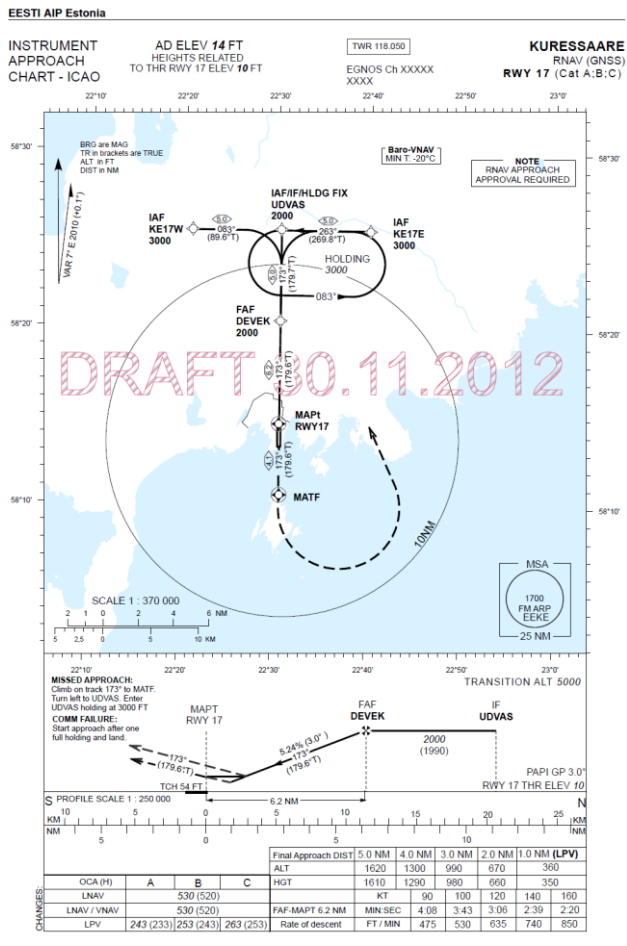 EESTI AIP Estonia
INSTRUMENT
APPROACH
CHART - ICAO
AD ELEV 14 FT
HEIGHTS RELATED
TO THR RWY 17 ELEV 10 FT
TWR 118.050
EGNOS Ch XXXXX
XXXX
KURESSAARE
RNAV (GNSS)
RWY 17 (Cat A;B;C)
22°10' 22°20' 22°30' 22°40' 22°50' 23°0'
58°30' 58°30'
BRG are MAG
TR in brackets are TRUE
ALT in FT
DIST in NM
VAR 7° E 2010 (+0.1°)
Baro-VNAV
MIN T: -20°C
NOTE
RNAV APPROACH
APPROVAL REQUIRED
IAF
KE17W
3000
5.0
083°
(89.6°T)
IAF/IF/HLDG FIX
UDVAS
2000
5.0
263°
(269.8°T)
IAF
KE17E
3000
HOLDING
3000
083°
5.0
173°
(179.7°T)
58°20' 58°20'
FAF
DEVEK
2000
6.2
173°
(179.6°T)
DRAFT 30.11.2012
MAPt
RWY17
4.1
173°
(179.6°T)
MATF
58°10' 58°10'
10NM
MSA
1700
FM ARP
EEKE
25 NM
SCALE 1 : 370 000
2 1 0 2 4 6 NM
5 2,5 0 5 10 KM
22°10' 22°20' 22°30' 22°40' 22°50' 23°0'
MISSED APPROACH:
Climb on track 173° to MATF.
Turn left to UDVAS. Enter
UDVAS holding at 3000 FT
COMM FAILURE:
Start approach after one
full holding and land.
TRANSITION ALT 5000
MAPT
RWY 17
FAF
DEVEK
IF
UDVAS
173°
(179.6°T)
5.24% (3.0°)
173°
(179.6°T)
2000
(1990)
PAPI GP 3.0°
RWY 17 THR ELEV 10
TCH 54 FT
6.2 NM
S PROFILE SCALE 1 : 250 000 N
KM 10 5 0 5 10 15 20 25 KM
NM 5 0 5 10 NM
Final Approach DIST 5.0 NM 4.0 NM 3.0 NM 2.0 NM 1.0 NM (LPV)
ALT 1620 1300 990 670 360
OCA (H) A B C HGT 1610 1290 980 660 350
LNAV 530 (520) KT 90 100 120 140 160
LNAV / VNAV 530 (520) FAF-MAPT 6.2 NM MIN:SEC 4:08 3:43 3:06 2:39 2:20
LPV 243 (233) 253 (243) 263 (253) Rate of descent FT / MIN 475 530 635 740 850
CHANGES: